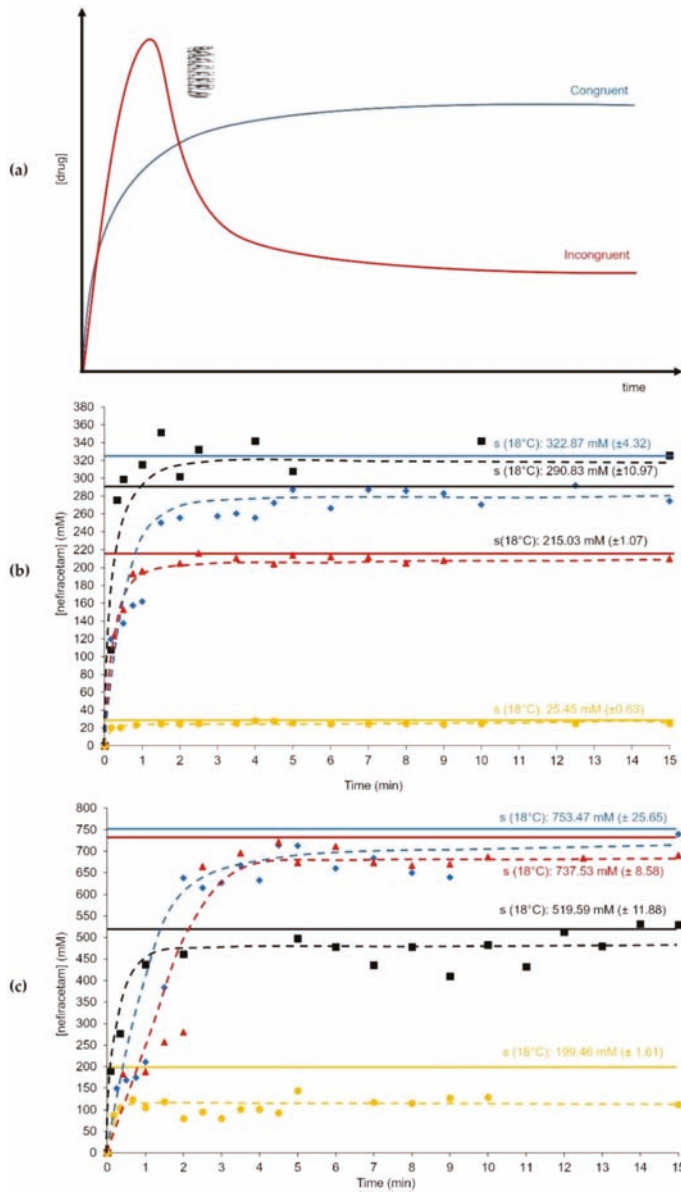 (a)
[drug]
Congruent
Incongruent
time
(b)
[nefiracetam] (mM)
380
360
340
320
300
280
260
240
220
200
180
160
140
120
100
80
60
40
20
0
s (18°C): 322.87 mM (±4.32)
s (18°C): 290.83 mM (±10.97)
s(18°C): 215.03 mM (±1.07)
s (18°C): 25.45 mM (±0.63)
0 1 2 3 4 5 6 7 8 9 10 11 12 13 14 15
Time (min)
(c)
[nefiracetam] (mM)
800
750
700
650
600
550
500
450
400
350
300
250
200
150
100
50
0
s (18°C): 753.47 mM (± 25.65)
s (18°C): 737.53 mM (± 8.58)
s (18°C): 519.59 mM (± 11.88)
s (18°C): 199.46 mM (± 1.61)
0 1 2 3 4 5 6 7 8 9 10 11 12 13 14 15
Time (min)